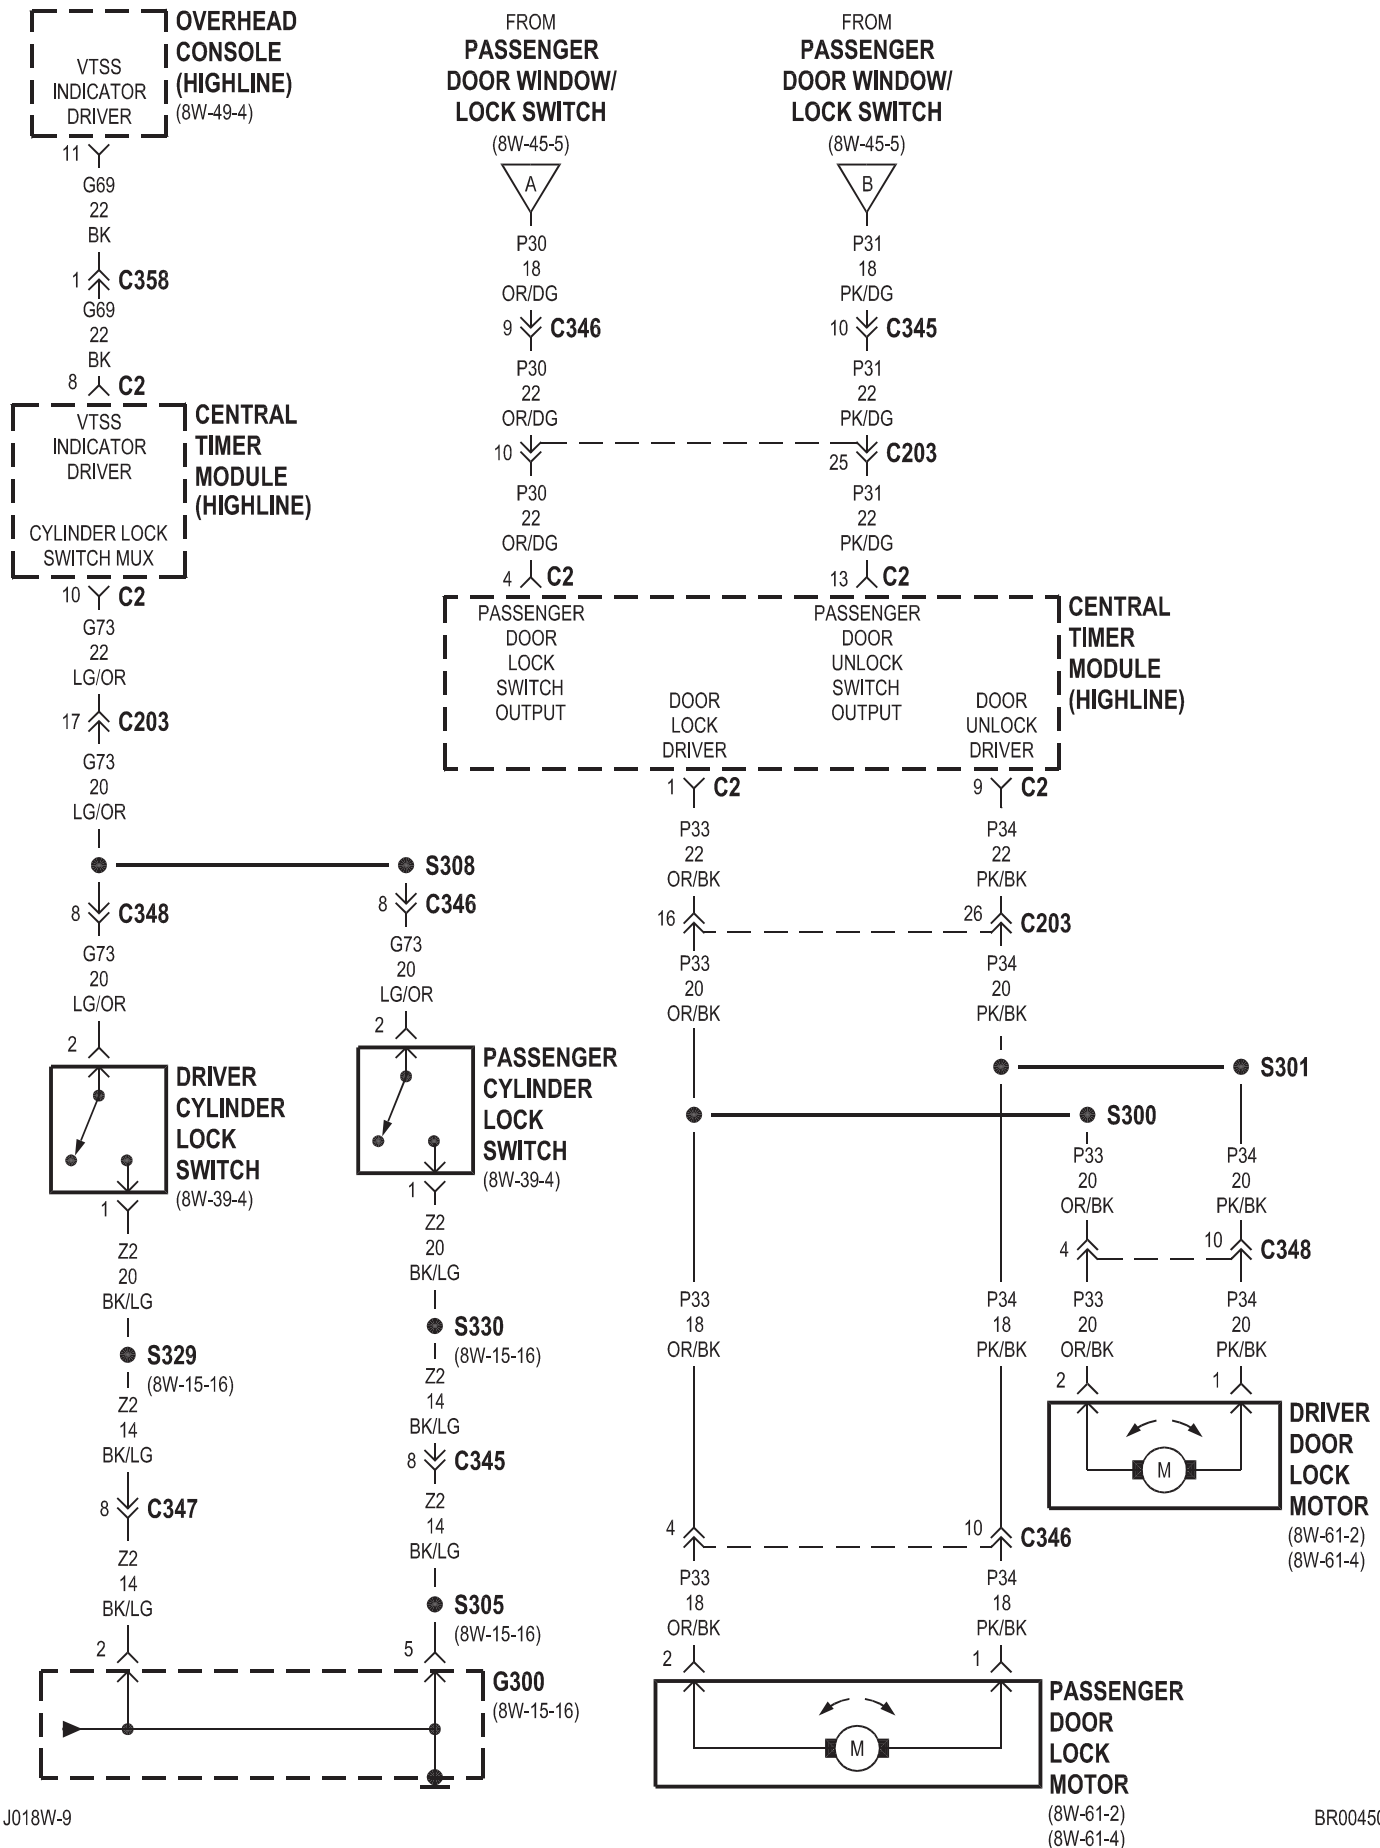 OVERHEAD
CONSOLE
(HIGHLINE)
(8W-49-4)
VTSS
INDICATOR
DRIVER
11
G69
22
BK
1
C358
G69
22
BK
8
C2
VTSS
INDICATOR
DRIVER
CYLINDER LOCK
SWITCH MUX
CENTRAL
TIMER
MODULE
(HIGHLINE)
10
C2
G73
22
LG/OR
17
C203
G73
20
LG/OR
S308
8
C348
G73
20
LG/OR
2
DRIVER
CYLINDER
LOCK
SWITCH
(8W-39-4)
1
Z2
20
BK/LG
S329
(8W-15-16)
Z2
14
BK/LG
8
C347
Z2
14
BK/LG
2
8
C346
G73
20
LG/OR
2
PASSENGER
CYLINDER
LOCK
SWITCH
(8W-39-4)
1
Z2
20
BK/LG
S330
(8W-15-16)
Z2
14
BK/LG
8
C345
Z2
14
BK/LG
S305
(8W-15-16)
5
G300
(8W-15-16)
FROM
PASSENGER
DOOR WINDOW/
LOCK SWITCH
(8W-45-5)
A
P30
18
OR/DG
9
C346
P30
22
OR/DG
10
P30
22
OR/DG
4
C2
FROM
PASSENGER
DOOR WINDOW/
LOCK SWITCH
(8W-45-5)
B
P31
18
PK/DG
10
C345
P31
22
PK/DG
25
C203
P31
22
PK/DG
13
C2
PASSENGER
DOOR
LOCK
SWITCH
OUTPUT
DOOR
LOCK
DRIVER
PASSENGER
DOOR
UNLOCK
SWITCH
OUTPUT
DOOR
UNLOCK
DRIVER
CENTRAL
TIMER
MODULE
(HIGHLINE)
1
C2
P33
22
OR/BK
16
P33
20
OR/BK
9
C2
P34
22
PK/BK
26
C203
P34
20
PK/BK
S301
S300
P33
20
OR/BK
4
P33
20
OR/BK
2
P34
20
PK/BK
10
C348
P34
20
PK/BK
1
M
DRIVER
DOOR
LOCK
MOTOR
(8W-61-2)
(8W-61-4)
P33
18
OR/BK
4
P33
18
OR/BK
2
P34
18
PK/BK
10
C346
P34
18
PK/BK
1
M
PASSENGER
DOOR
LOCK
MOTOR
(8W-61-2)
(8W-61-4)
J018W-9
BR00450